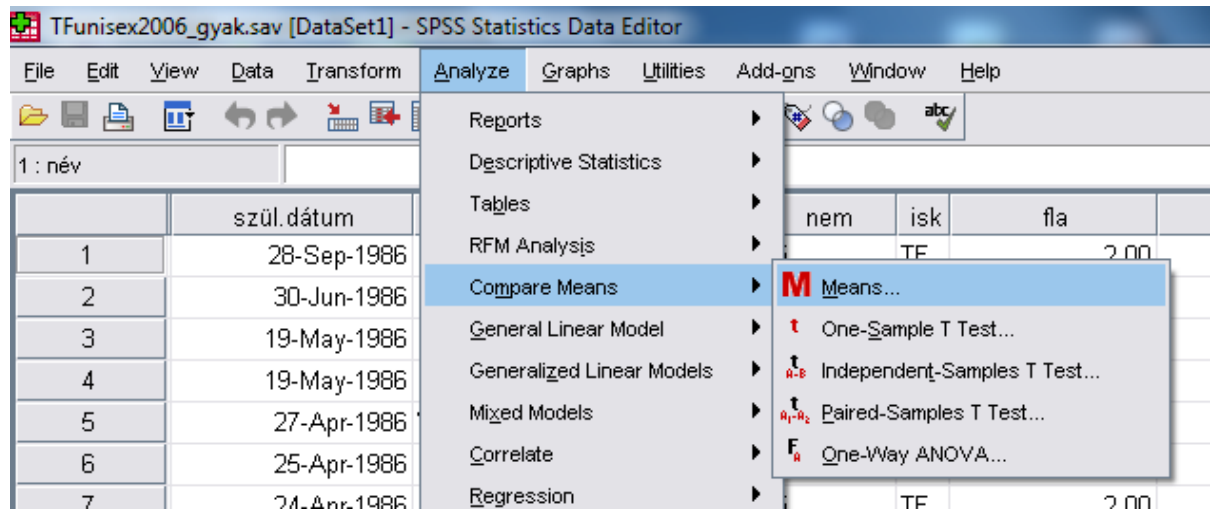 TFunisex2006_gyak.sav [DataSet1] - SPSS Statistics Data Editor
File Edit View Data Transform Analyze Graphs Utilities Add-ons Window Help
1 : név
Reports
Descriptive Statistics
Tables
RFM Analysis
Compare Means
General Linear Model
Generalized Linear Models
Mixed Models
Correlate
Regression
M Means...
t One-Sample T Test...
t A-B Independent-Samples T Test...
t A1-A2 Paired-Samples T Test...
FA One-Way ANOVA...
abc
szül.dátum nem isk fla
1 28-Sep-1986 TF 2,00
2 30-Jun-1986
3 19-May-1986
4 19-May-1986
5 27-Apr-1986
6 25-Apr-1986
7 24-Apr-1986 TF 2,00